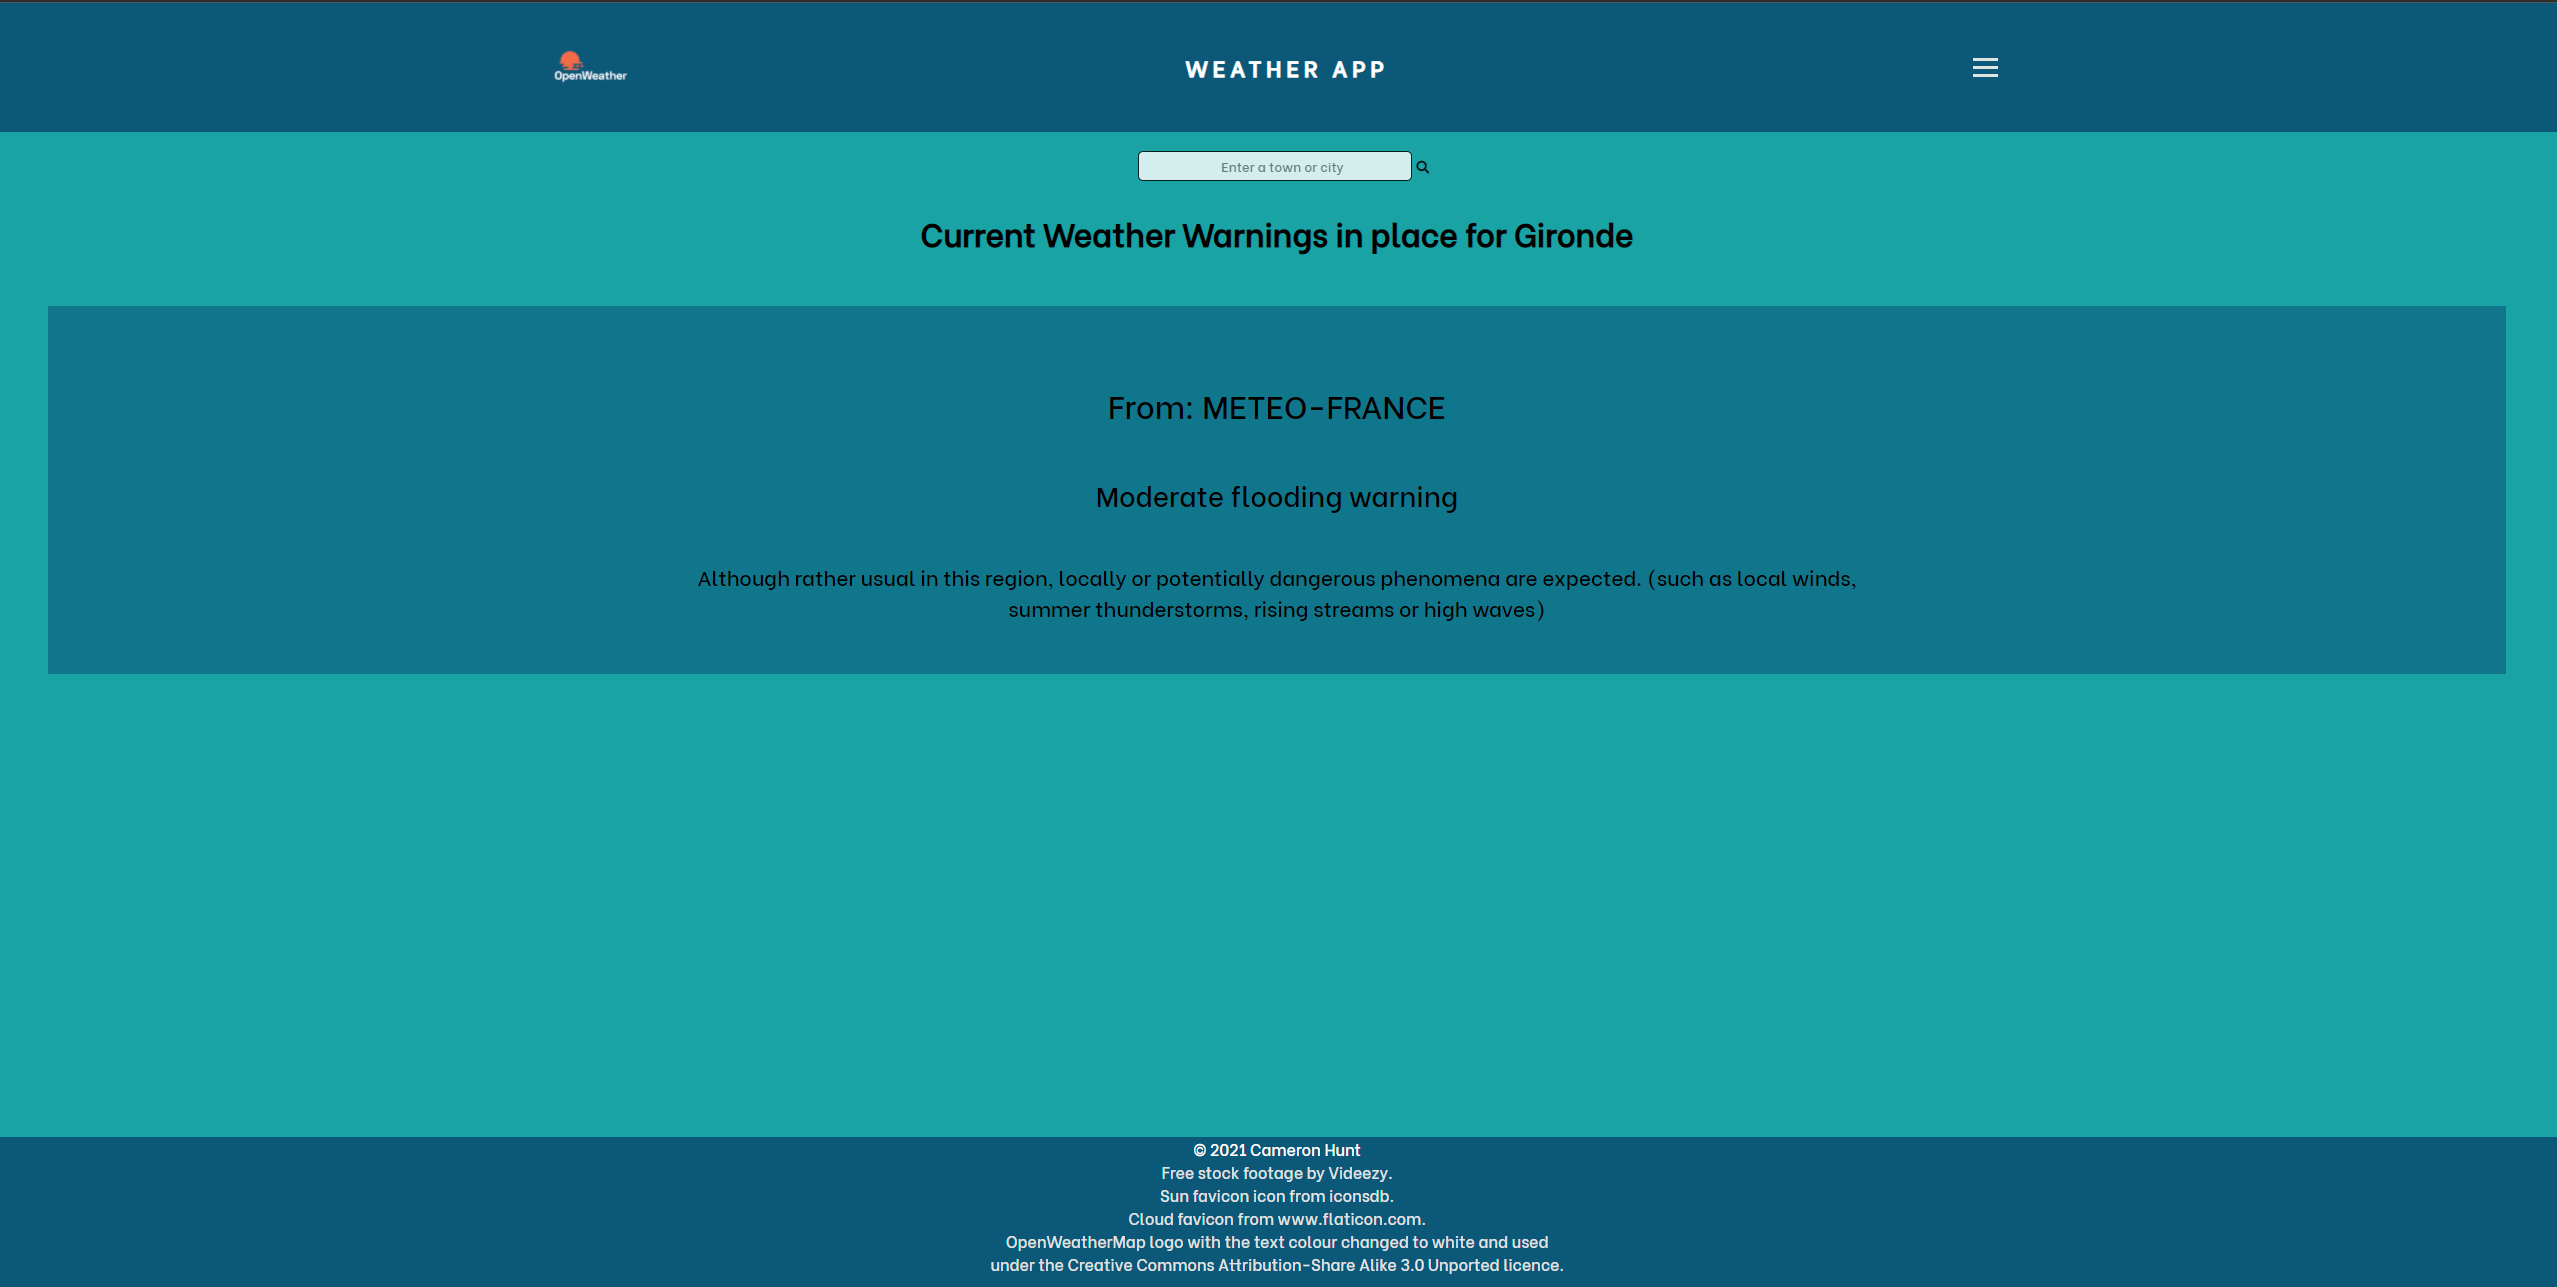 OpenWeather
WEATHER APP
Enter a town or city
Current Weather Warnings in place for Gironde
From: METEO-FRANCE
Moderate flooding warning
Although rather usual in this region, locally or potentially dangerous phenomena are expected. (such as local winds,
summer thunderstorms, rising streams or high waves)
© 2021 Cameron Hunt
Free stock footage by Videezy.
Sun favicon icon from iconsdb.
Cloud favicon from www.flaticon.com.
OpenWeatherMap logo with the text colour changed to white and used
under the Creative Commons Attribution-Share Alike 3.0 Unported licence.